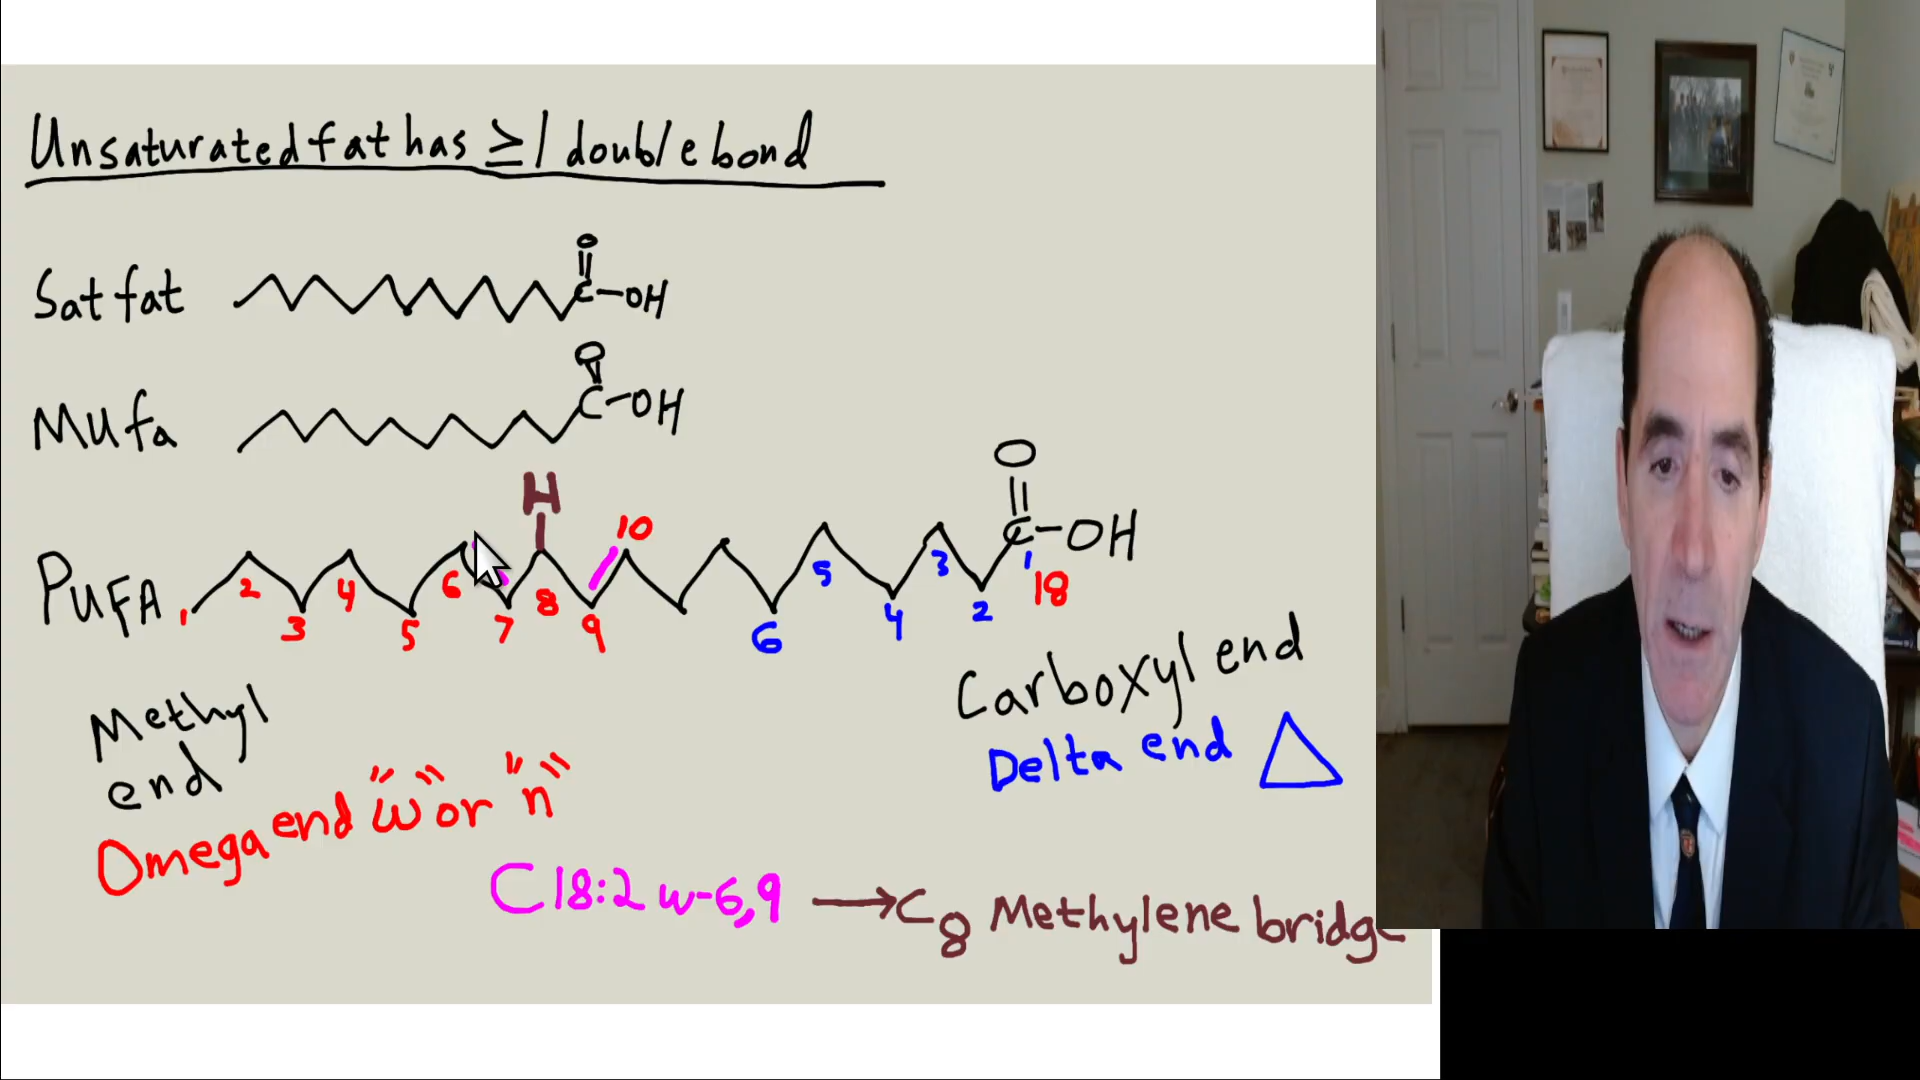 Unsaturated fat has ≥1 double bond
Sat fat
O
C-OH
Mufa
O
C-OH
H
O
10
PUFA
C-OH
1 2 3 4 5 6 7 8 9
6 5 4 3 2 1
18
Methyl
end
Carboxyl end
Delta end △
Omega end "w" or "n"
C18:2 w-6,9 → C8 Methylene bridge